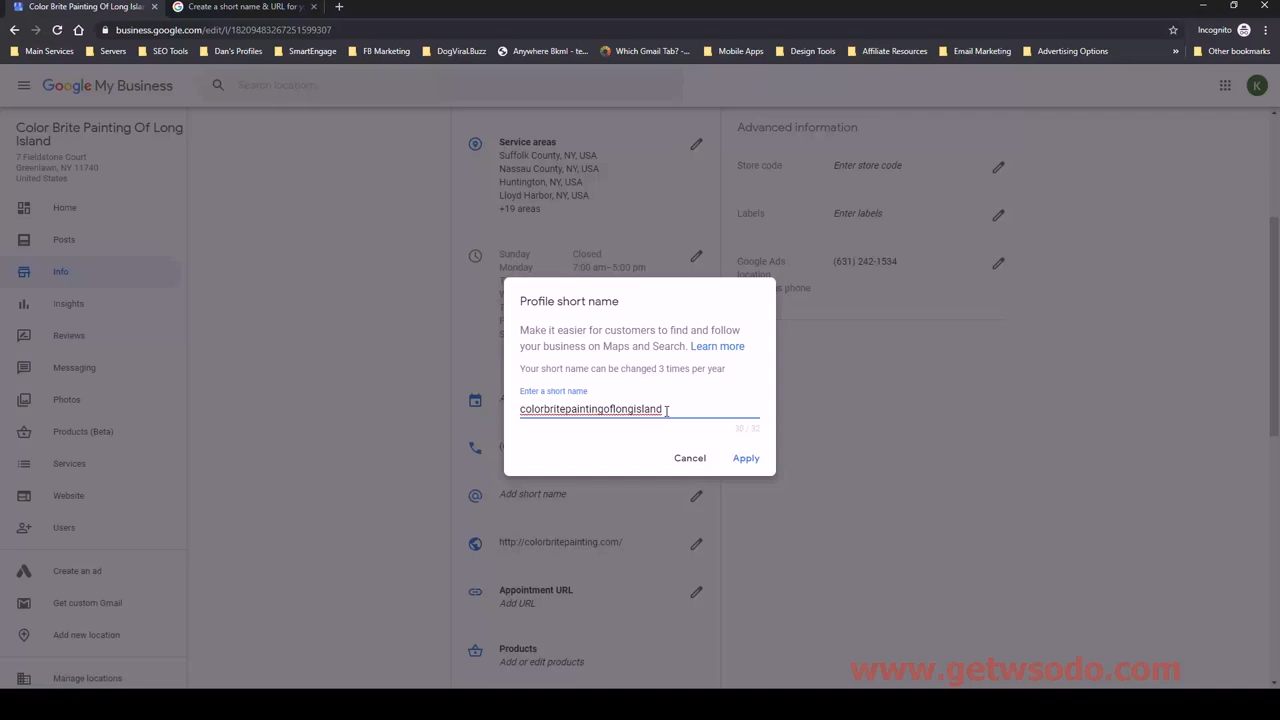 Color Brite Painting Of Long Islan
Create a short name & URL for y
business.google.com/edit/l/18209483267251599307
Incognito
Main Services
Servers
SEO Tools
Dan's Profiles
SmartEngage
FB Marketing
DogViral.Buzz
Anywhere Bkml - te...
Which Gmail Tab? -...
Mobile Apps
Design Tools
Affiliate Resources
Email Marketing
Advertising Options
»
Other bookmarks
Google My Business
Search locations
K
Color Brite Painting Of Long
Island
7 Fieldstone Court
Greenlawn, NY 11740
United States
Home
Posts
Info
Insights
Reviews
Messaging
Photos
Products (Beta)
Services
Website
Users
Create an ad
Get custom Gmail
Add new location
Manage locations
Service areas
Suffolk County, NY, USA
Nassau County, NY, USA
Huntington, NY, USA
Lloyd Harbor, NY, USA
+19 areas
Sunday Closed
Monday 7:00 am–5:00 pm
Profile short name
Make it easier for customers to find and follow
your business on Maps and Search. Learn more
Your short name can be changed 3 times per year
Enter a short name
colorbritepaintingoflongisland
30 / 32
Cancel
Apply
Add short name
http://colorbritepainting.com/
Appointment URL
Add URL
Products
Add or edit products
Advanced information
Store code Enter store code
Labels Enter labels
Google Ads (631) 242-1534
location
phone
www.getwsodo.com